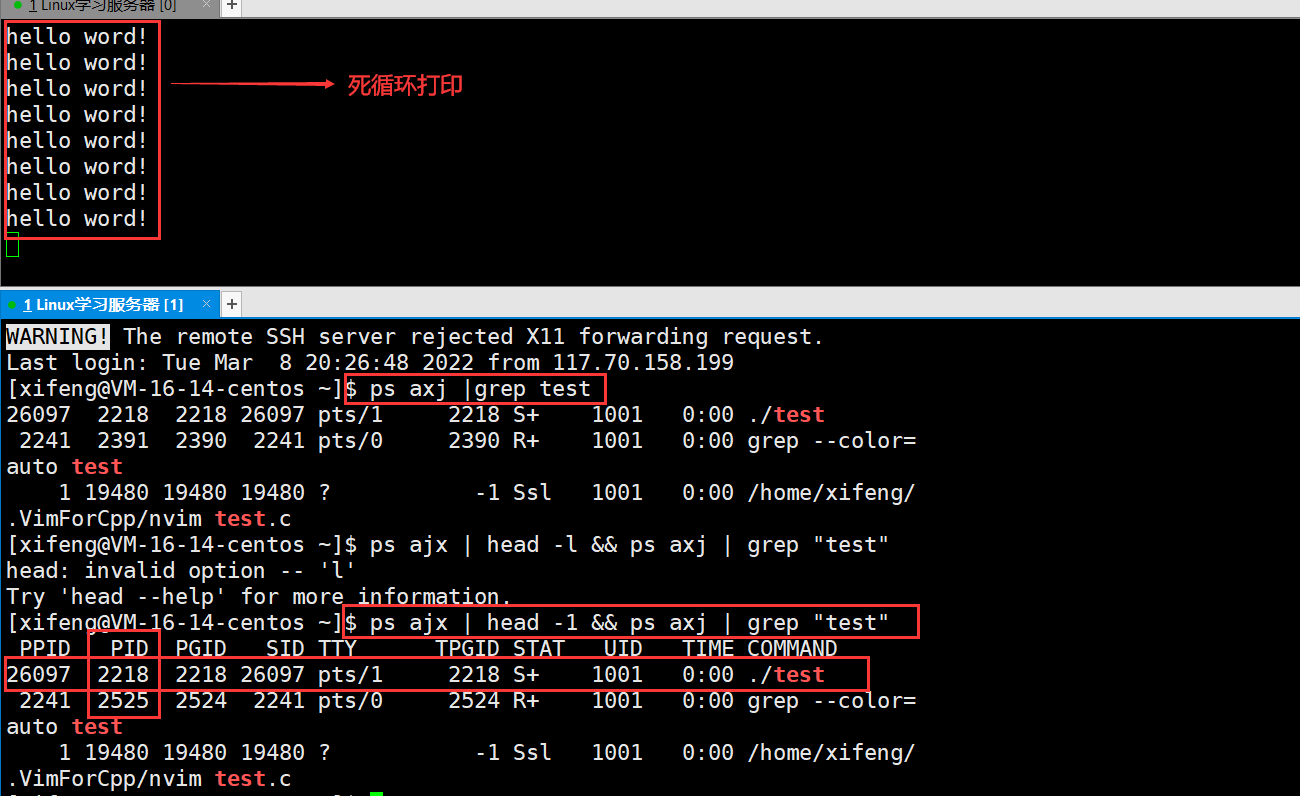 1 Linux学习服务器 [0] × +
hello word!
hello word!
hello word!
hello word!
hello word!
hello word!
hello word!
hello word!
死循环打印
1 Linux学习服务器 [1] × +
WARNING! The remote SSH server rejected X11 forwarding request.
Last login: Tue Mar  8 20:26:48 2022 from 117.70.158.199
[xifeng@VM-16-14-centos ~]$ ps axj |grep test
26097  2218  2218 26097 pts/1     2218 S+    1001   0:00 ./test
 2241  2391  2390  2241 pts/0     2390 R+    1001   0:00 grep --color=
auto test
    1 19480 19480 19480 ?           -1 Ssl   1001   0:00 /home/xifeng/
.VimForCpp/nvim test.c
[xifeng@VM-16-14-centos ~]$ ps ajx | head -l && ps axj | grep "test"
head: invalid option -- 'l'
Try 'head --help' for more information.
[xifeng@VM-16-14-centos ~]$ ps ajx | head -1 && ps axj | grep "test"
 PPID   PID  PGID   SID TTY      TPGID STAT   UID   TIME COMMAND
26097  2218  2218 26097 pts/1     2218 S+    1001   0:00 ./test
 2241  2525  2524  2241 pts/0     2524 R+    1001   0:00 grep --color=
auto test
    1 19480 19480 19480 ?           -1 Ssl   1001   0:00 /home/xifeng/
.VimForCpp/nvim test.c